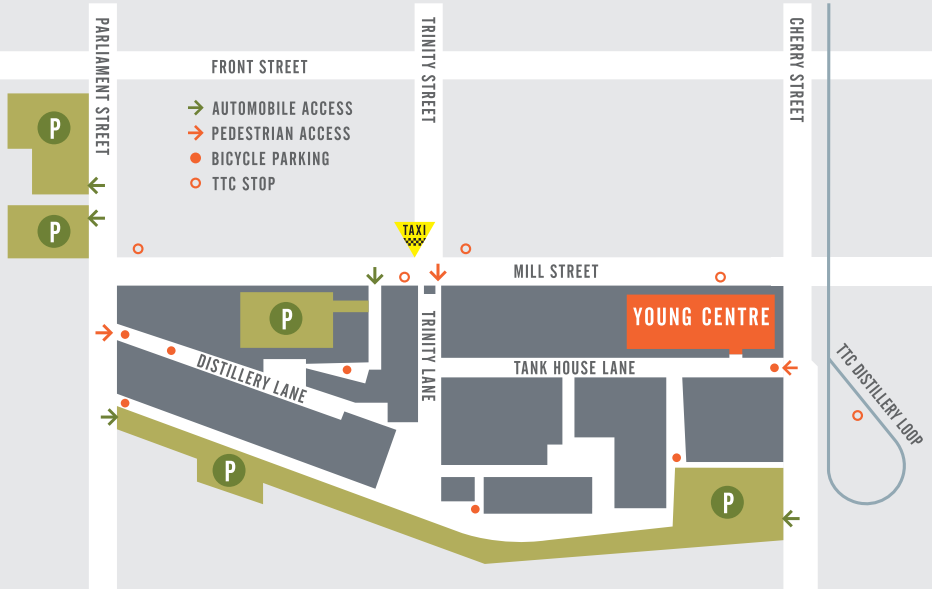 PARLIAMENT STREET
TRINITY STREET
CHERRY STREET
FRONT STREET
AUTOMOBILE ACCESS
PEDESTRIAN ACCESS
BICYCLE PARKING
TTC STOP
P
P
TAXI
MILL STREET
P
YOUNG CENTRE
TRINITY LANE
DISTILLERY LANE
TANK HOUSE LANE
TTC DISTILLERY LOOP
P
P